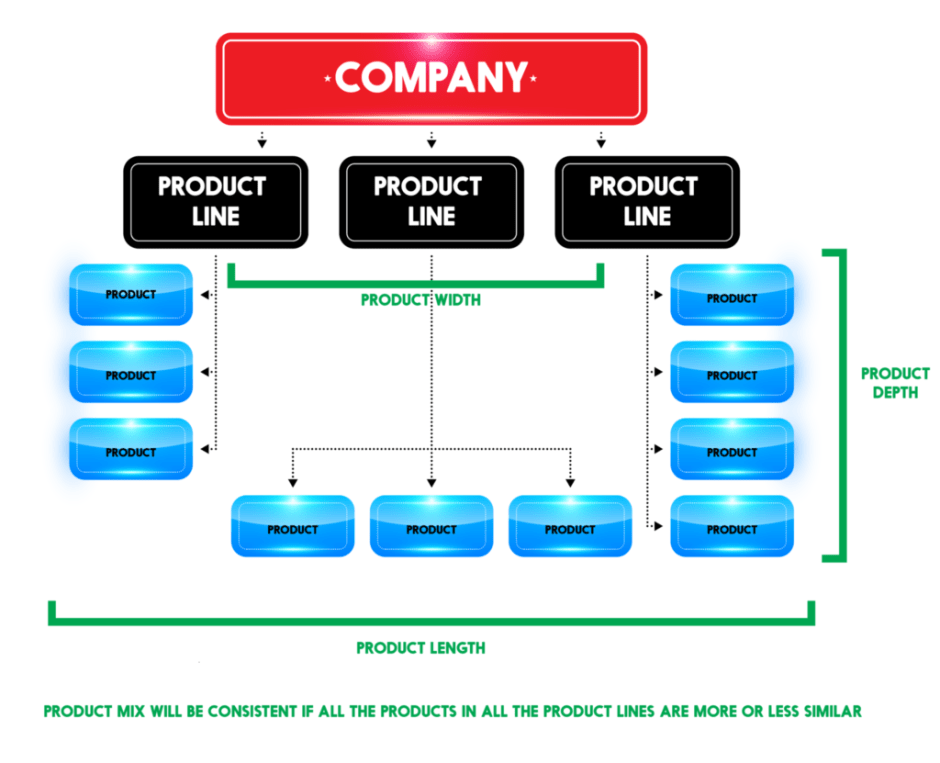 COMPANY
PRODUCT
LINE
PRODUCT
LINE
PRODUCT
LINE
PRODUCT
PRODUCT
PRODUCT WIDTH
PRODUCT
PRODUCT
PRODUCT
DEPTH
PRODUCT
PRODUCT
PRODUCT
PRODUCT
PRODUCT
PRODUCT
PRODUCT
PRODUCT LENGTH
PRODUCT MIX WILL BE CONSISTENT IF ALL THE PRODUCTS IN ALL THE PRODUCT LINES ARE MORE OR LESS SIMILAR